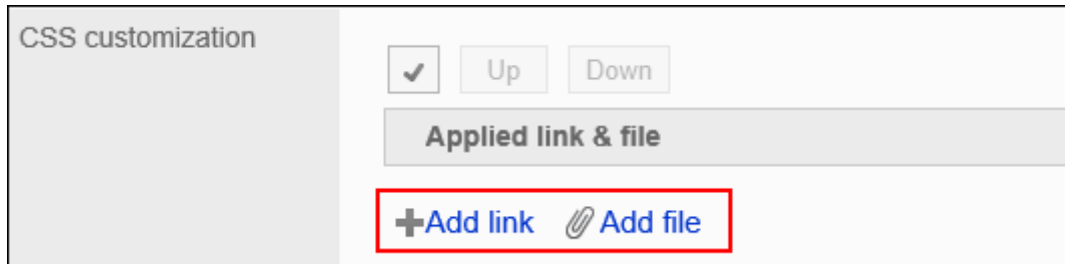 CSS customization
Up Down
Applied link & file
Add link Add file